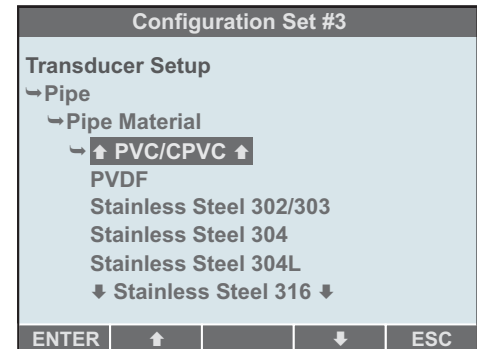 Configuration Set #3
Transducer Setup
➥Pipe
➥Pipe Material
➥ ⬆ PVC/CPVC ⬆
PVDF
Stainless Steel 302/303
Stainless Steel 304
Stainless Steel 304L
⬇ Stainless Steel 316 ⬇
ENTER ⬆ ⬇ ESC